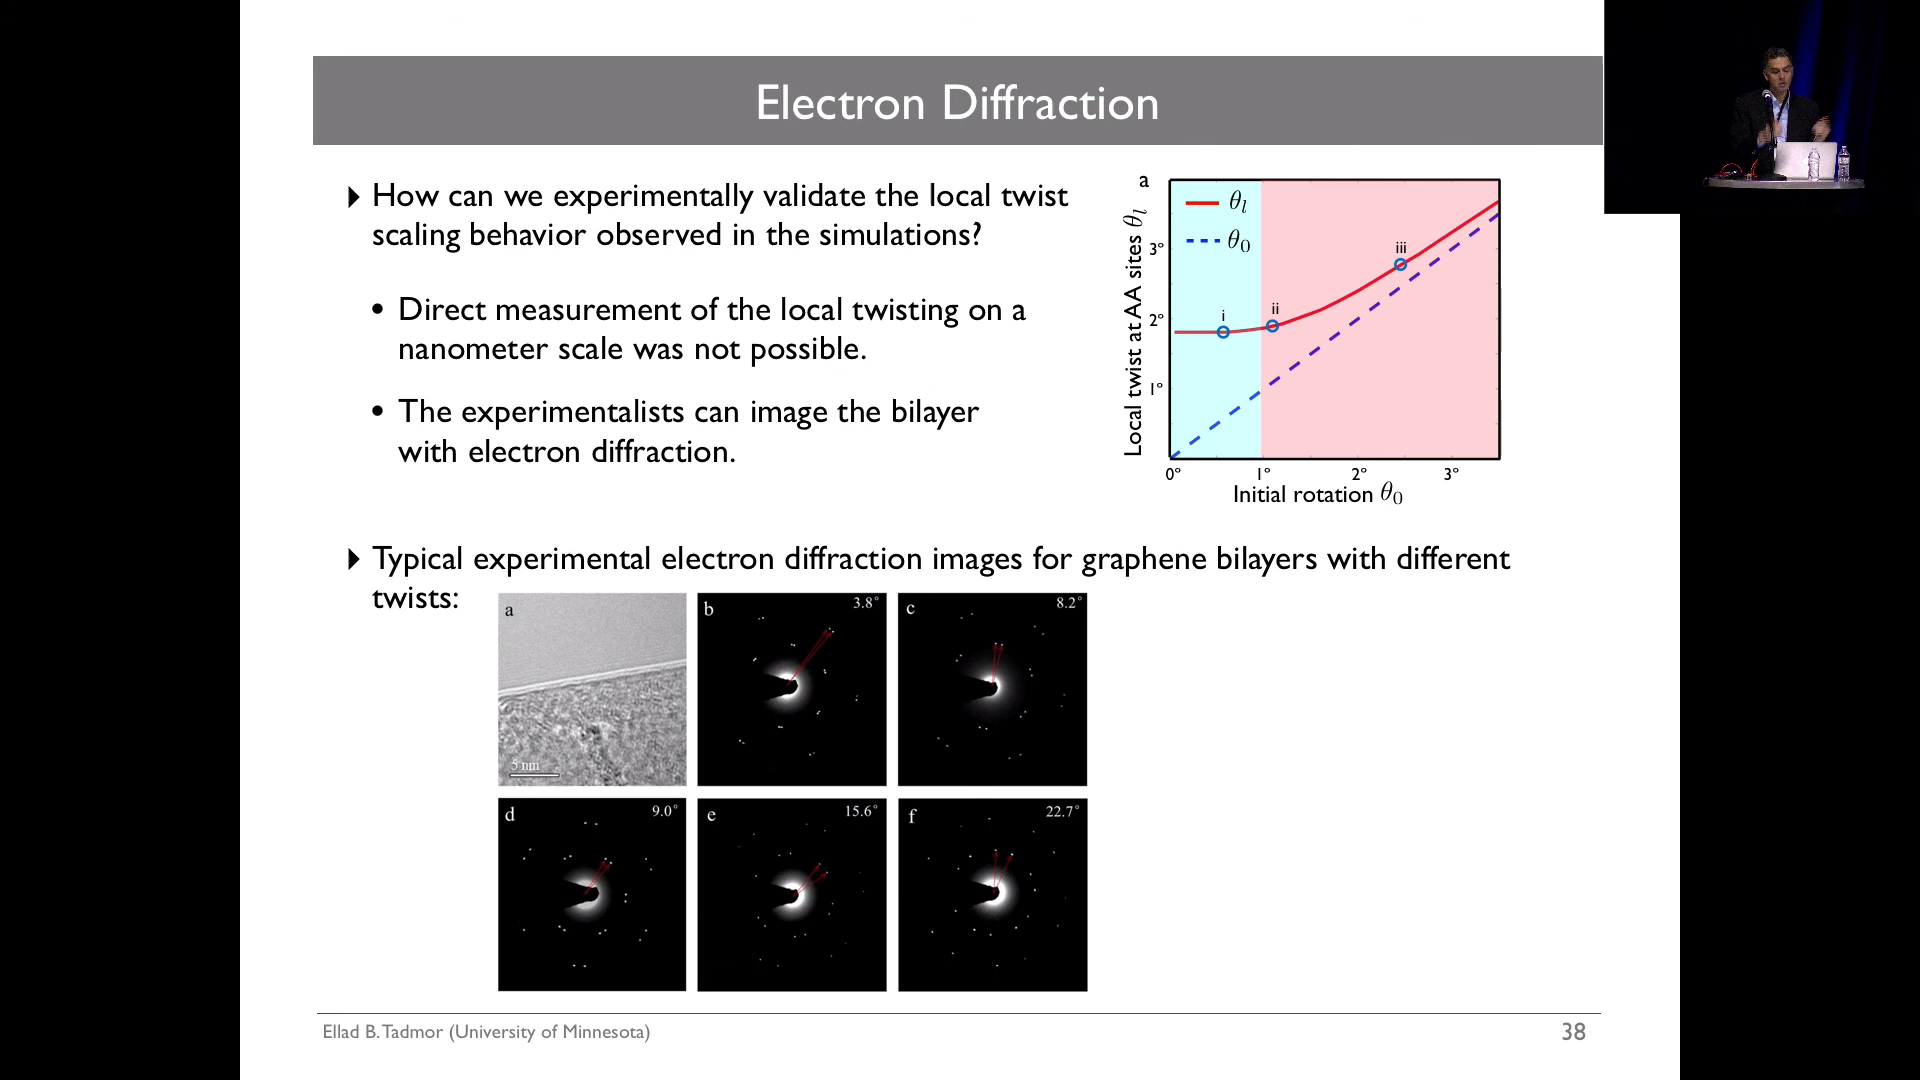 Electron Diffraction
How can we experimentally validate the local twist
scaling behavior observed in the simulations?
• Direct measurement of the local twisting on a
nanometer scale was not possible.
• The experimentalists can image the bilayer
with electron diffraction.
a
θl
θ0
Local twist at AA sites θl
3°
2°
1°
i
ii
iii
0°
1°
2°
3°
Initial rotation θ0
Typical experimental electron diffraction images for graphene bilayers with different
twists:
a
5 nm
b
3.8°
c
8.2°
d
9.0°
e
15.6°
f
22.7°
Ellad B. Tadmor (University of Minnesota)
38